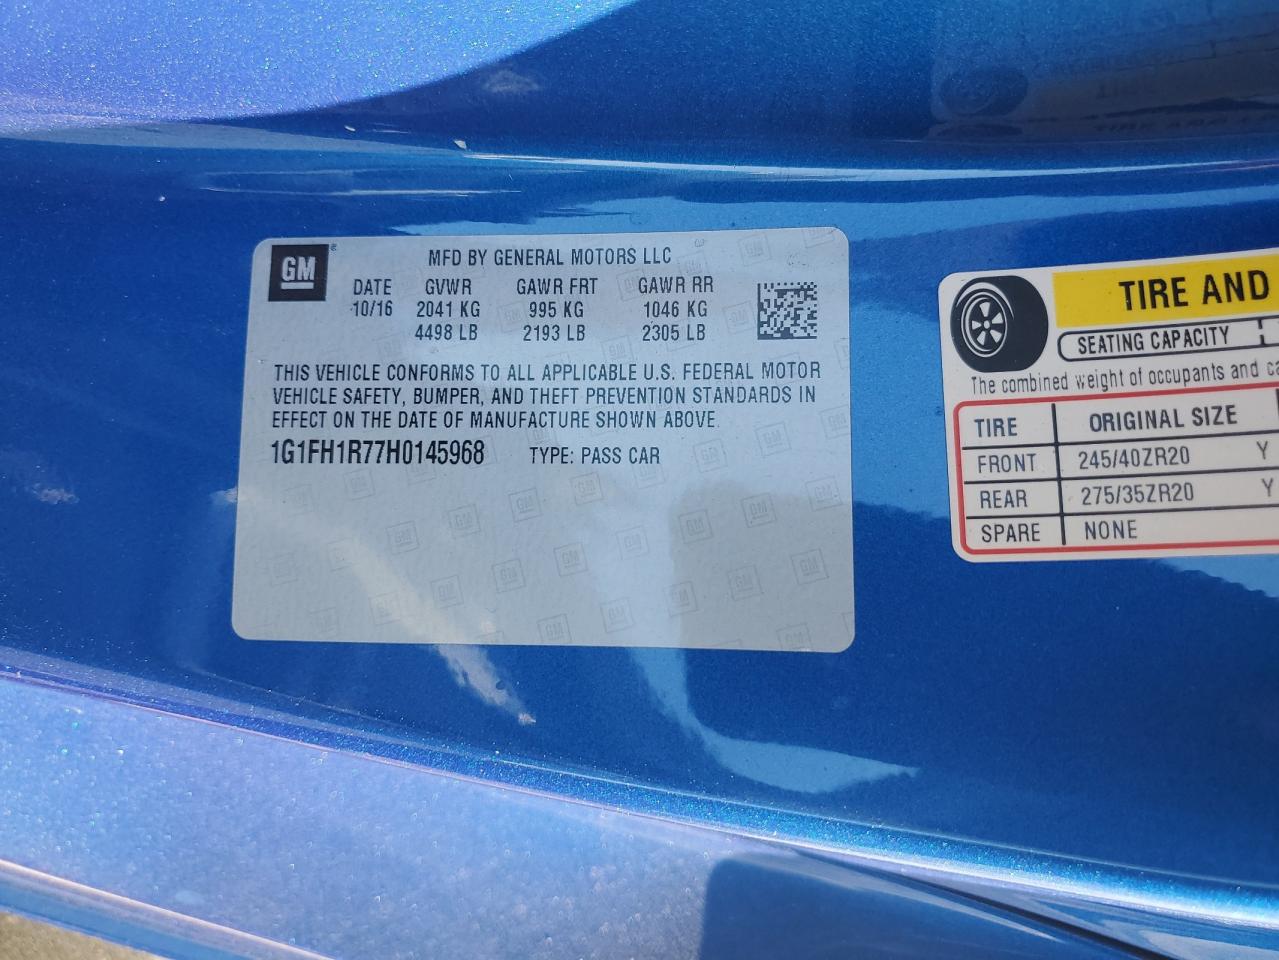 GM
MFD BY GENERAL MOTORS LLC
DATE GVWR GAWR FRT GAWR RR
10/16 2041 KG 995 KG 1046 KG
4498 LB 2193 LB 2305 LB
THIS VEHICLE CONFORMS TO ALL APPLICABLE U.S. FEDERAL MOTOR
VEHICLE SAFETY, BUMPER, AND THEFT PREVENTION STANDARDS IN
EFFECT ON THE DATE OF MANUFACTURE SHOWN ABOVE.
1G1FH1R77H0145968 TYPE: PASS CAR
TIRE AND
SEATING CAPACITY
The combined weight of occupants and
TIRE ORIGINAL SIZE
FRONT 245/40ZR20 Y
REAR 275/35ZR20 Y
SPARE NONE